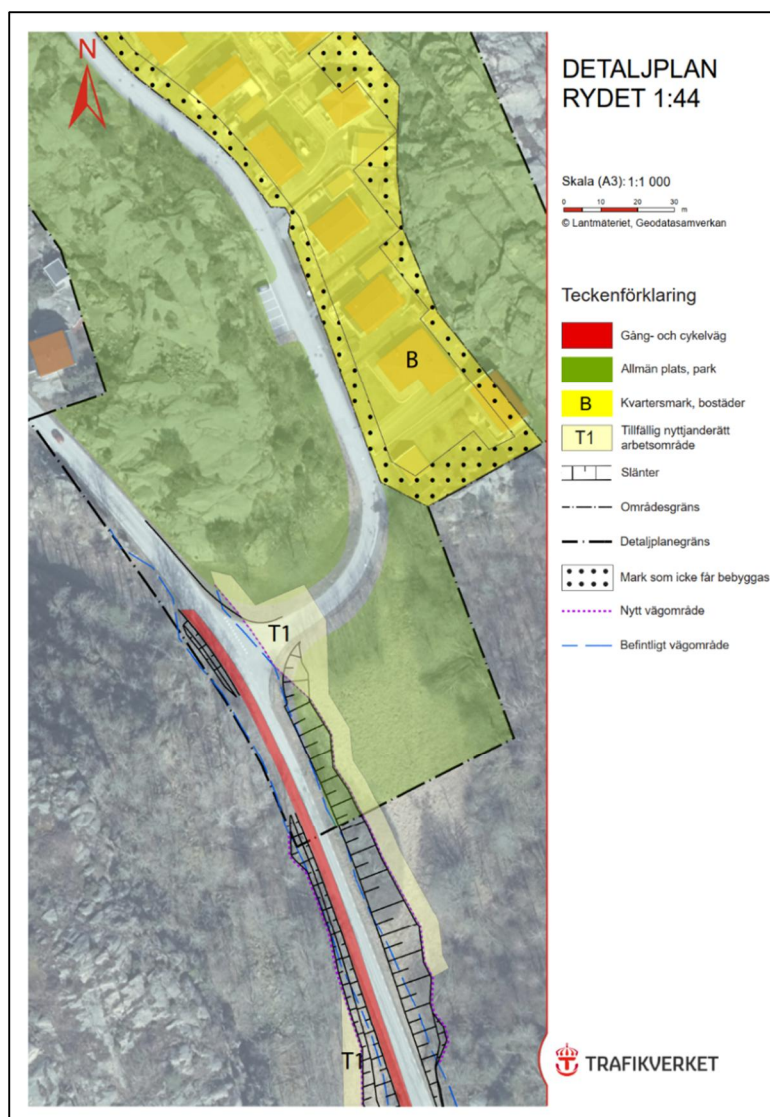 N
B
T1
T1
DETALJPLAN
RYDET 1:44
Skala (A3): 1:1 000
0 10 20 30
m
© Lantmäteriet, Geodatasamverkan
Teckenförklaring
Gång- och cykelväg
Allmän plats, park
B Kvartersmark, bostäder
T1 Tillfällig nyttjanderätt
arbetsområde
Slänter
Områdesgräns
Detaljplanegräns
Mark som icke får bebyggas
Nytt vägområde
Befintligt vägområde
TRAFIKVERKET